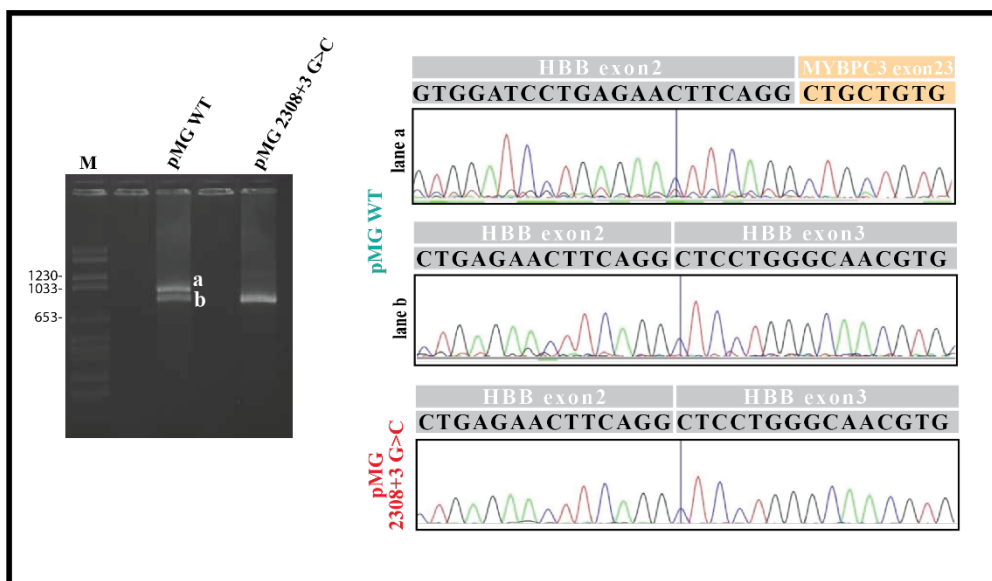 M
pMG WT
pMG 2308+3 G>C
1230-
1033-
653-
a
b
HBB exon2 MYBPC3 exon23
GTGGATCCTGAGAACTTCAGG CTGCTGTG
lane a
pMG WT
HBB exon2 HBB exon3
CTGAGAACTTCAGG CTCCTGGGCAACGTG
lane b
HBB exon2 HBB exon3
CTGAGAACTTCAGG CTCCTGGGCAACGTG
pMG
2308+3 G>C